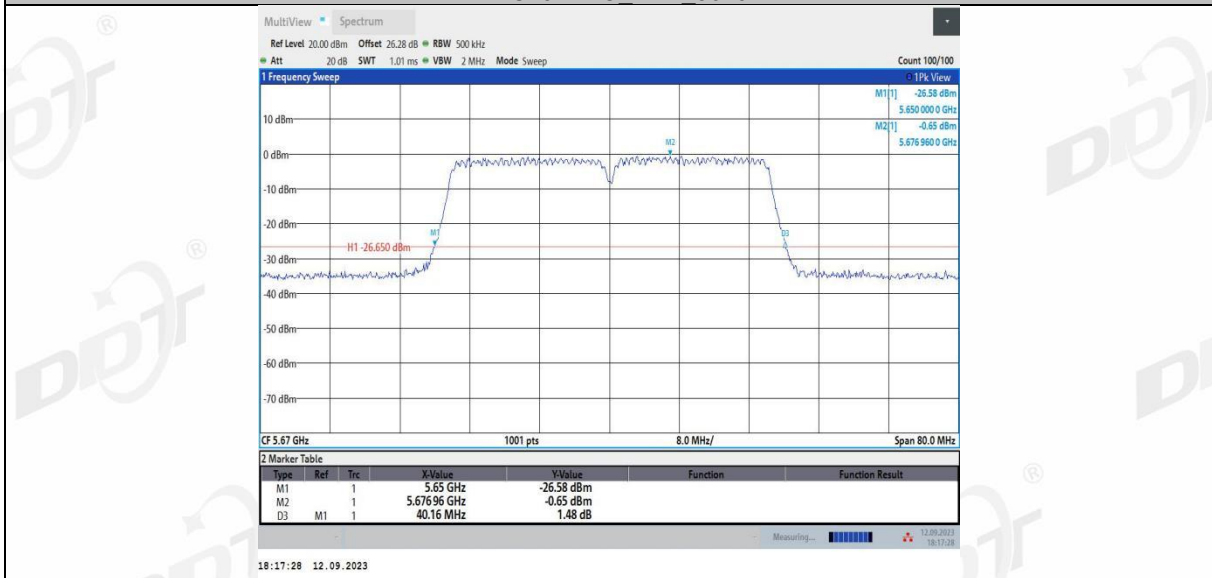 MultiView Spectrum
Ref Level 20.00 dBm Offset 26.28 dB RBW 500 kHz
Att 20 dB SWT 1.01 ms VBW 2 MHz Mode Sweep Count 100/100
1 Frequency Sweep 1Pk View
M1[1] -26.58 dBm
5.650 000 0 GHz
10 dBm
M2[1] -0.65 dBm
5.676 960 0 GHz
M2
0 dBm
-10 dBm
-20 dBm
M1 D3
H1 -26.650 dBm
-30 dBm
-40 dBm
-50 dBm
-60 dBm
-70 dBm
CF 5.67 GHz 1001 pts 8.0 MHz/ Span 80.0 MHz
2 Marker Table
Type Ref Trc X-Value Y-Value Function Function Result
M1 1 5.65 GHz -26.58 dBm
M2 1 5.67696 GHz -0.65 dBm
D3 M1 1 40.16 MHz 1.48 dB
Measuring... 12.09.2023
18:17:28
18:17:28 12.09.2023
DDT
DDT
DDT
DDT